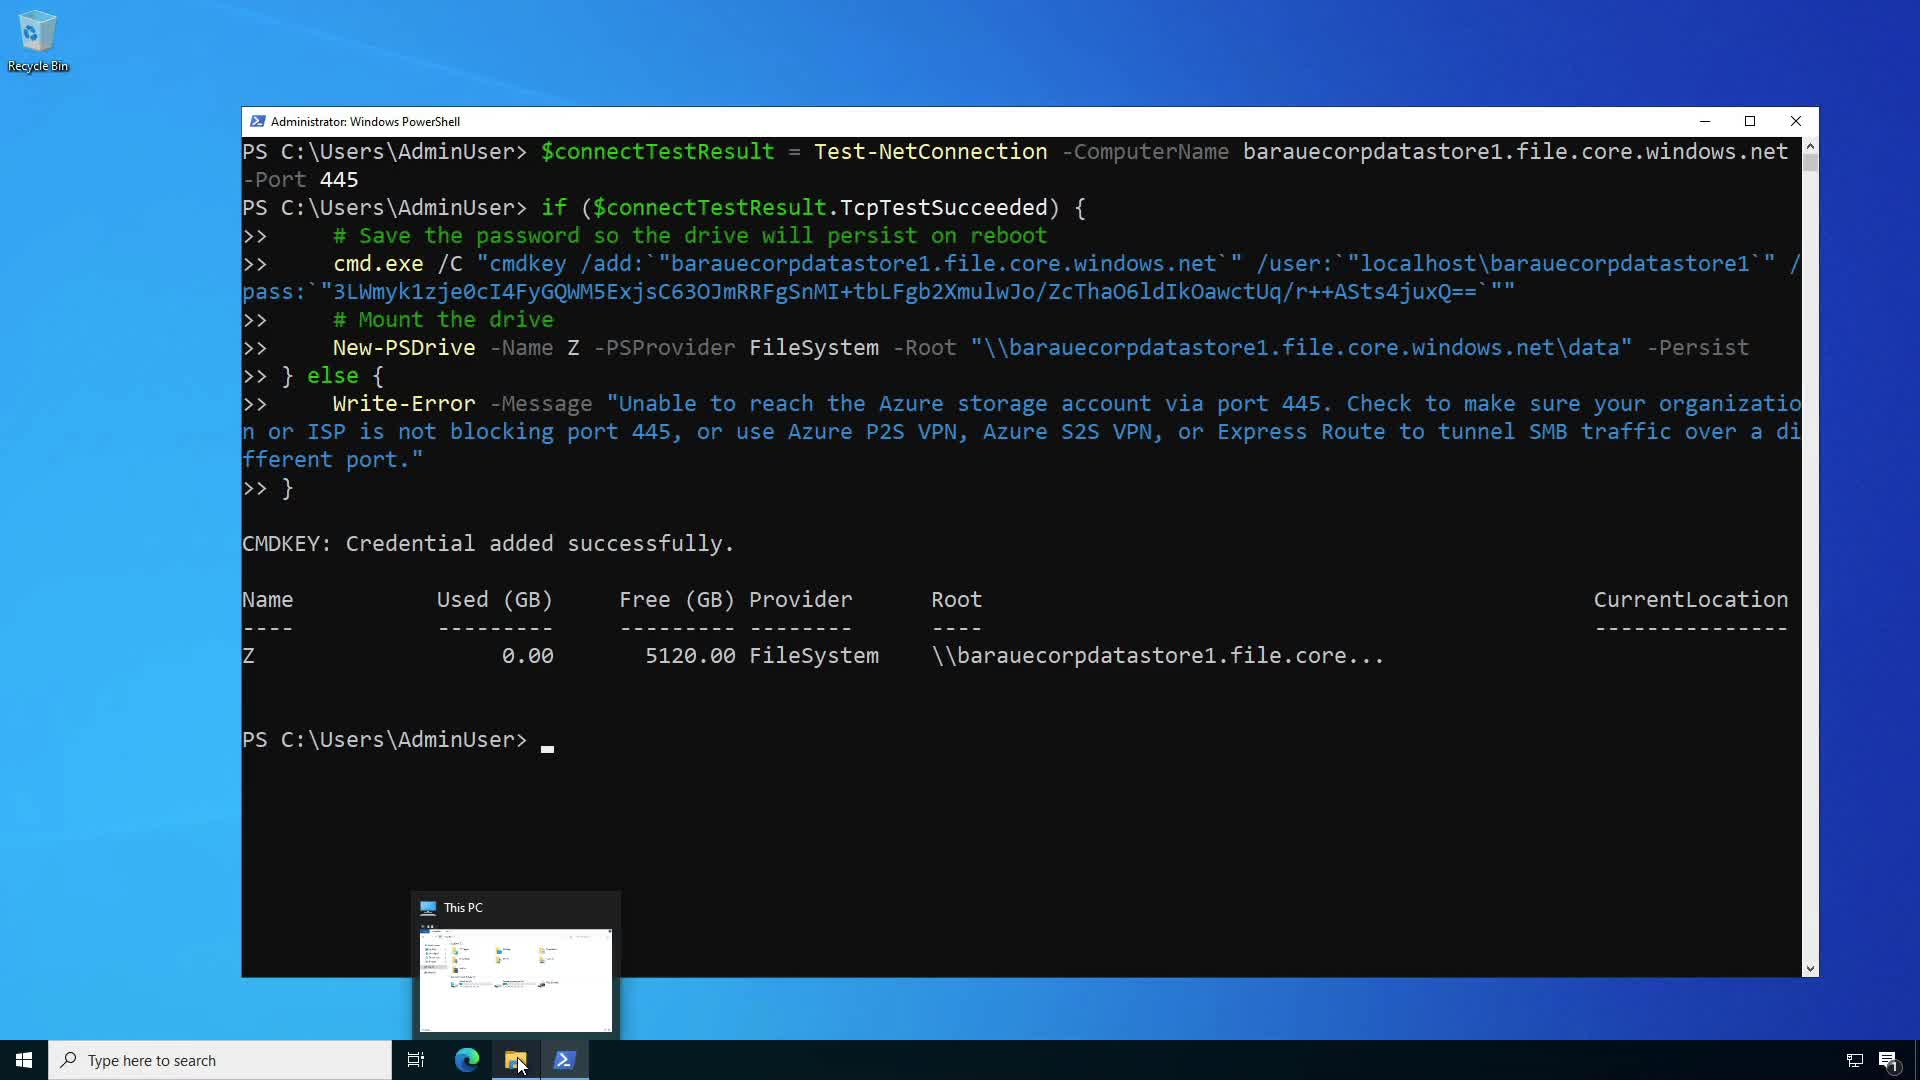 Recycle Bin
Administrator: Windows PowerShell
PS C:\Users\AdminUser> $connectTestResult = Test-NetConnection -ComputerName barauecorpdatastore1.file.core.windows.net
-Port 445
PS C:\Users\AdminUser> if ($connectTestResult.TcpTestSucceeded) {
>>     # Save the password so the drive will persist on reboot
>>     cmd.exe /C "cmdkey /add:`"barauecorpdatastore1.file.core.windows.net`" /user:`"localhost\barauecorpdatastore1`" /
pass:`"3LWmyk1zje0cI4FyGQWM5ExjsC63OJmRRFgSnMI+tbLFgb2XmulwJo/ZcThaO6ldIkOawctUq/r++ASts4juxQ==`""
>>     # Mount the drive
>>     New-PSDrive -Name Z -PSProvider FileSystem -Root "\\barauecorpdatastore1.file.core.windows.net\data" -Persist
>> } else {
>>     Write-Error -Message "Unable to reach the Azure storage account via port 445. Check to make sure your organizatio
n or ISP is not blocking port 445, or use Azure P2S VPN, Azure S2S VPN, or Express Route to tunnel SMB traffic over a di
fferent port."
>> }
CMDKEY: Credential added successfully.
Name           Used (GB)     Free (GB) Provider      Root                                               CurrentLocation
----           ---------     --------- --------      ----                                               ---------------
Z                   0.00       5120.00 FileSystem    \\barauecorpdatastore1.file.core...
PS C:\Users\AdminUser>
This PC
Type here to search
1